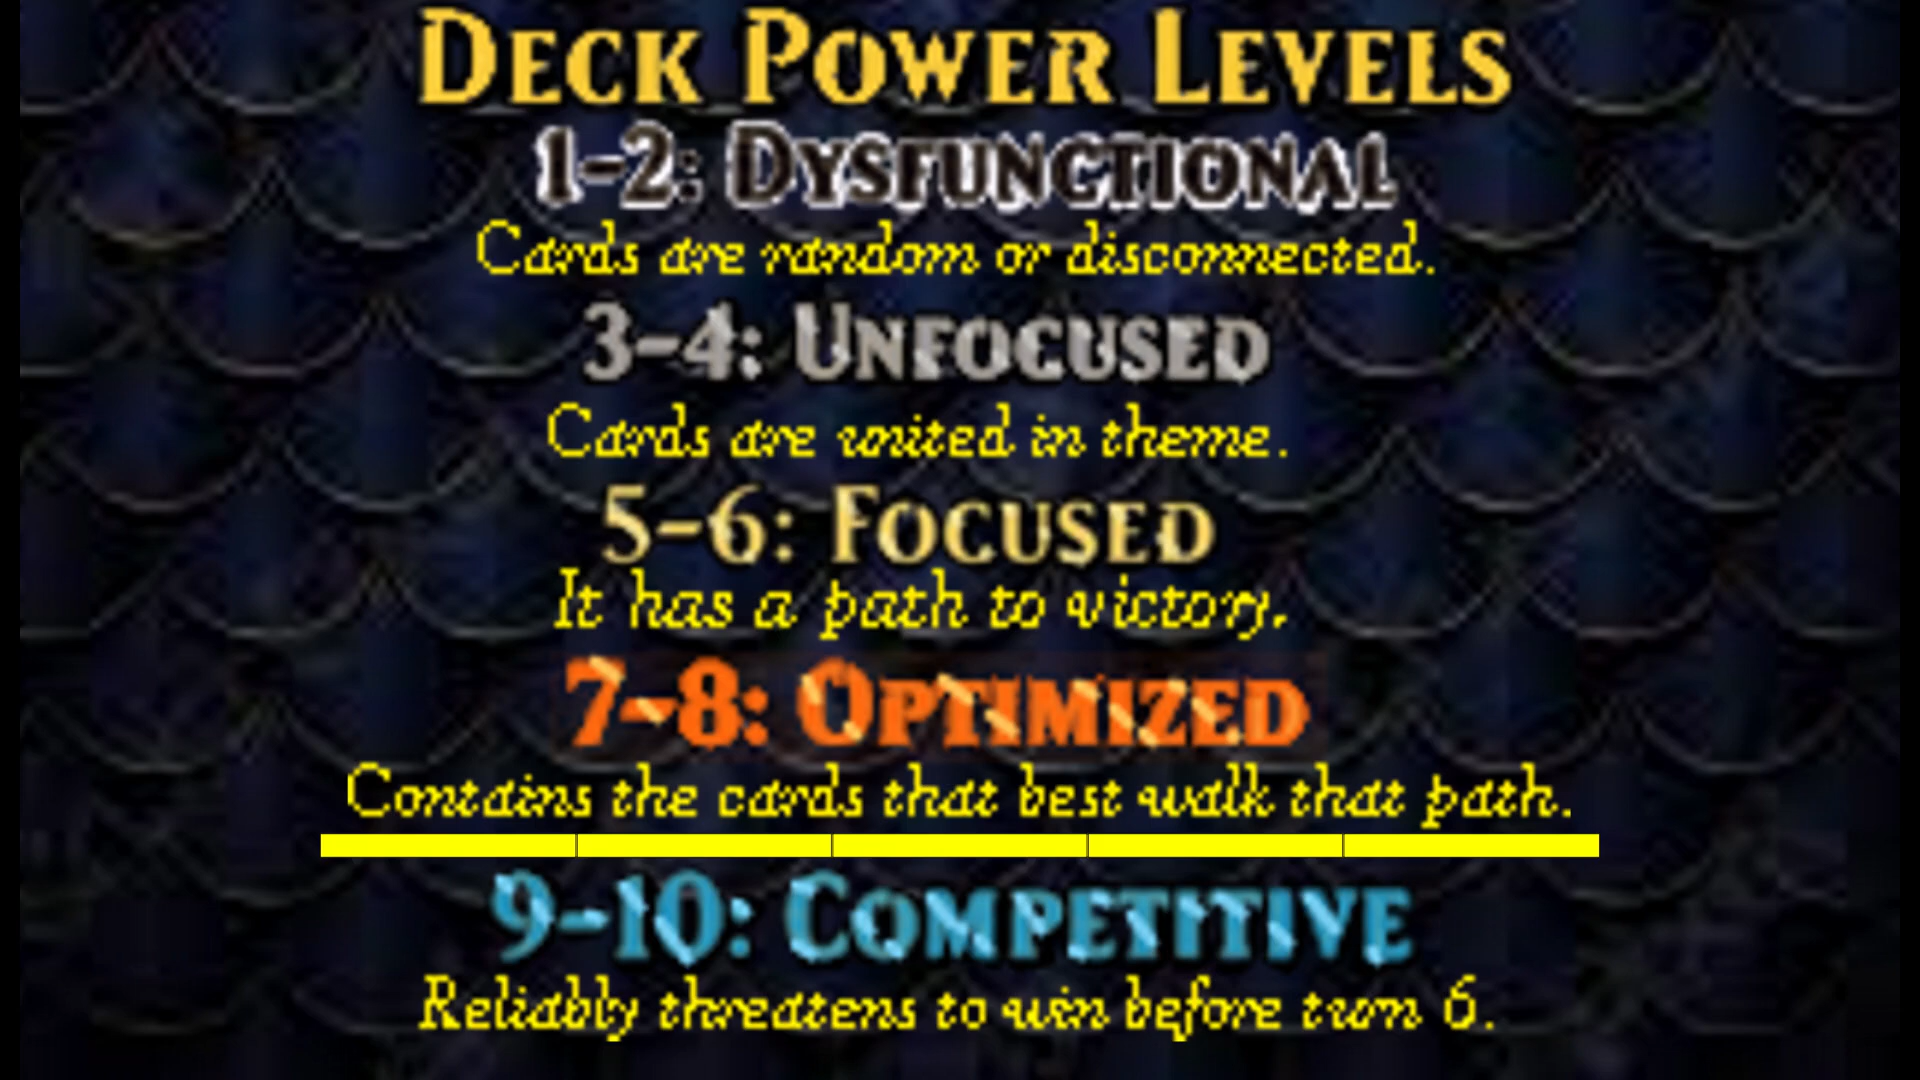 DECK POWER LEVELS
1-2: DYSFUNCTIONAL
Cards are random or disconnected.
3-4: UNFOCUSED
Cards are united in theme.
5-6: FOCUSED
It has a path to victory.
7-8: OPTIMIZED
Contains the cards that best walk that path.
9-10: COMPETITIVE
Reliably threatens to win before turn 6.